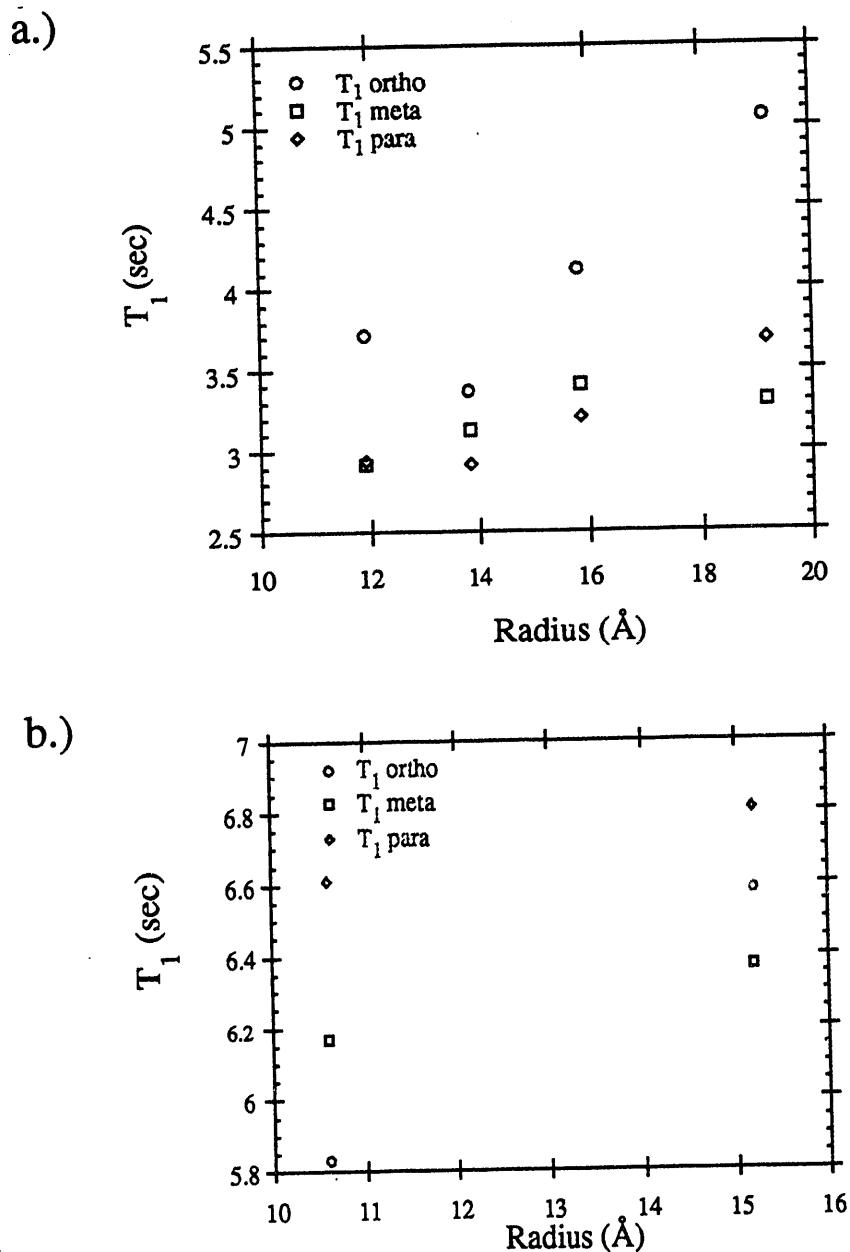 a.)
5.5
5
4.5
4
3.5
3
2.5
T1 (sec)
T1 ortho
T1 meta
T1 para
10 12 14 16 18 20
Radius (Å)
b.)
7
6.8
6.6
6.4
6.2
6
5.8
T1 (sec)
T1 ortho
T1 meta
T1 para
10 11 12 13 14 15 16
Radius (Å)